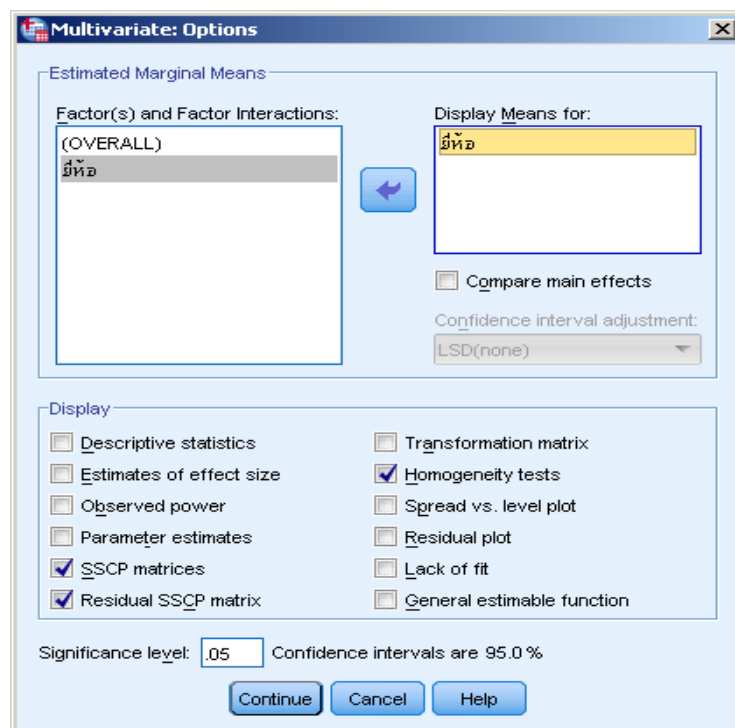 Multivariate: Options
Estimated Marginal Means
Factor(s) and Factor Interactions:
(OVERALL)
ยี่ห้อ
Display Means for:
ยี่ห้อ
Compare main effects
Confidence interval adjustment:
LSD(none)
Display
Descriptive statistics
Estimates of effect size
Observed power
Parameter estimates
SSCP matrices
Residual SSCP matrix
Transformation matrix
Homogeneity tests
Spread vs. level plot
Residual plot
Lack of fit
General estimable function
Significance level: .05 Confidence intervals are 95.0 %
Continue Cancel Help